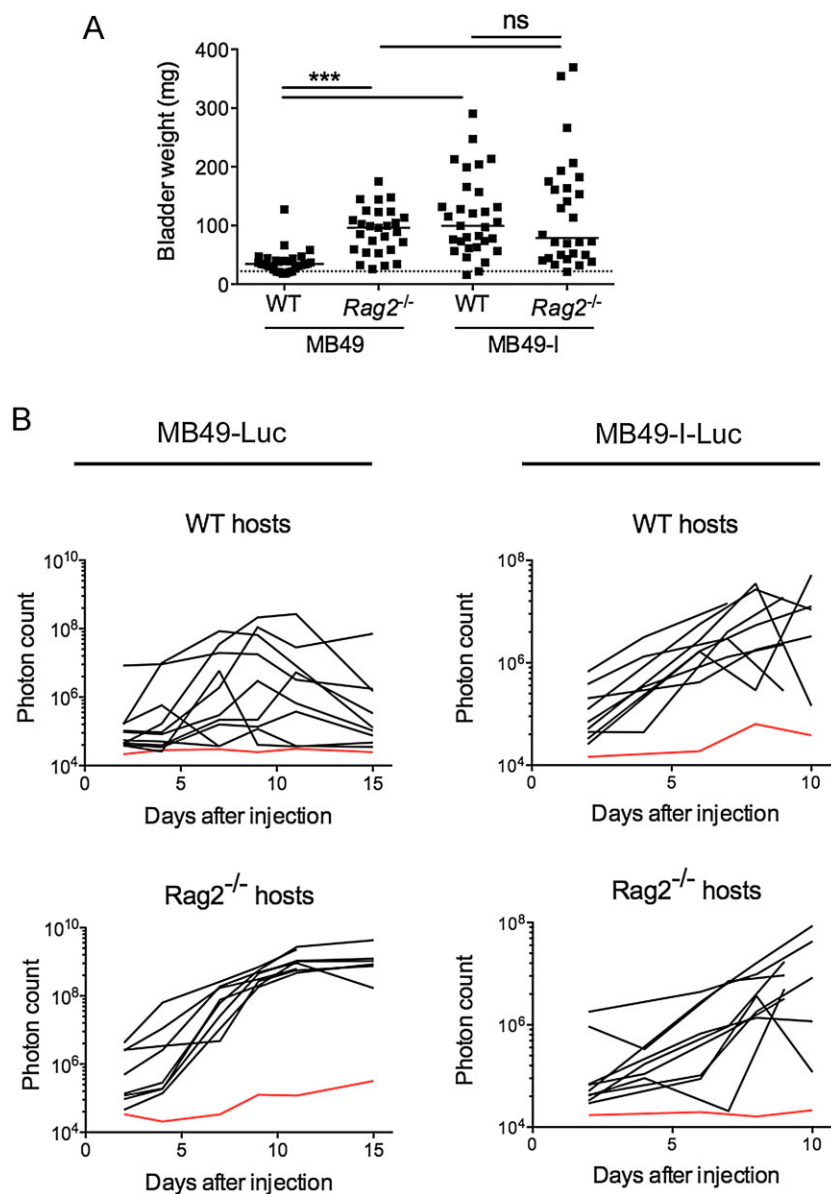 A
ns
***
Bladder weight (mg)
400
300
200
100
0
WT Rag2-/- WT Rag2-/-
MB49 MB49-I
B
MB49-Luc MB49-I-Luc
WT hosts WT hosts
Photon count
10^10
10^8
10^6
10^4
0 5 10 15
Days after injection
Photon count
10^8
10^6
10^4
0 5 10
Days after injection
Rag2-/- hosts Rag2-/- hosts
Photon count
10^10
10^8
10^6
10^4
0 5 10 15
Days after injection
Photon count
10^8
10^6
10^4
0 5 10
Days after injection